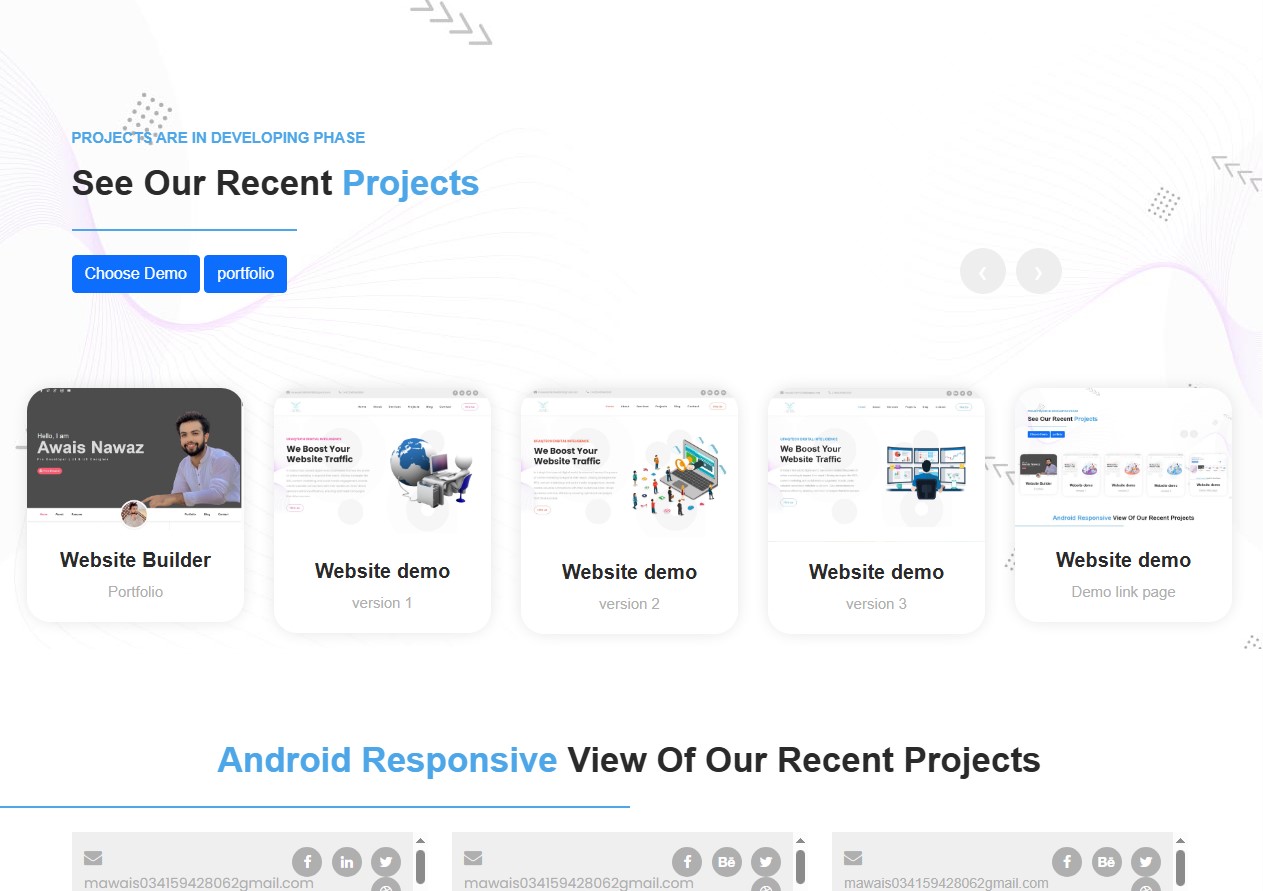 PROJECTS ARE IN DEVELOPING PHASE
See Our Recent Projects
Choose Demo
portfolio
Hello, I am
Awais Nawaz
We Boost Your
Website Traffic
We Boost Your
Website Traffic
We Boost Your
Website Traffic
See Our Recent Projects
Android Responsive View Of Our Recent Projects
Website Builder
Portfolio
Website demo
version 1
Website demo
version 2
Website demo
version 3
Website demo
Demo link page
Android Responsive View Of Our Recent Projects
mawais034159428062gmail.com
Bē
mawais034159428062gmail.com
Bē
mawais034159428062gmail.com